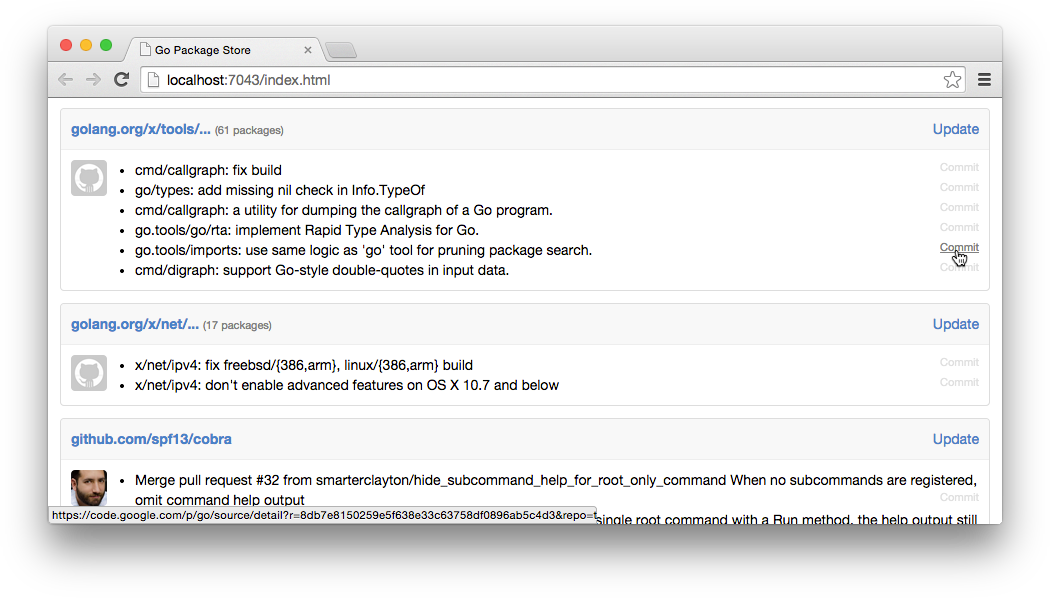 Go Package Store
localhost:7043/index.html
golang.org/x/tools/... (61 packages) Update
cmd/callgraph: fix build Commit
go/types: add missing nil check in Info.TypeOf Commit
cmd/callgraph: a utility for dumping the callgraph of a Go program. Commit
go.tools/go/rta: implement Rapid Type Analysis for Go. Commit
go.tools/imports: use same logic as 'go' tool for pruning package search. Commit
cmd/digraph: support Go-style double-quotes in input data. Commit
golang.org/x/net/... (17 packages) Update
x/net/ipv4: fix freebsd/{386,arm}, linux/{386,arm} build Commit
x/net/ipv4: don't enable advanced features on OS X 10.7 and below Commit
github.com/spf13/cobra Update
Merge pull request #32 from smarterclayton/hide_subcommand_help_for_root_only_command When no subcommands are registered,
omit command help output Commit
single root command with a Run method, the help output still
https://code.google.com/p/go/source/detail?r=8db7e8150259e5f638e33c63758df0896ab5c4d3&repo=t